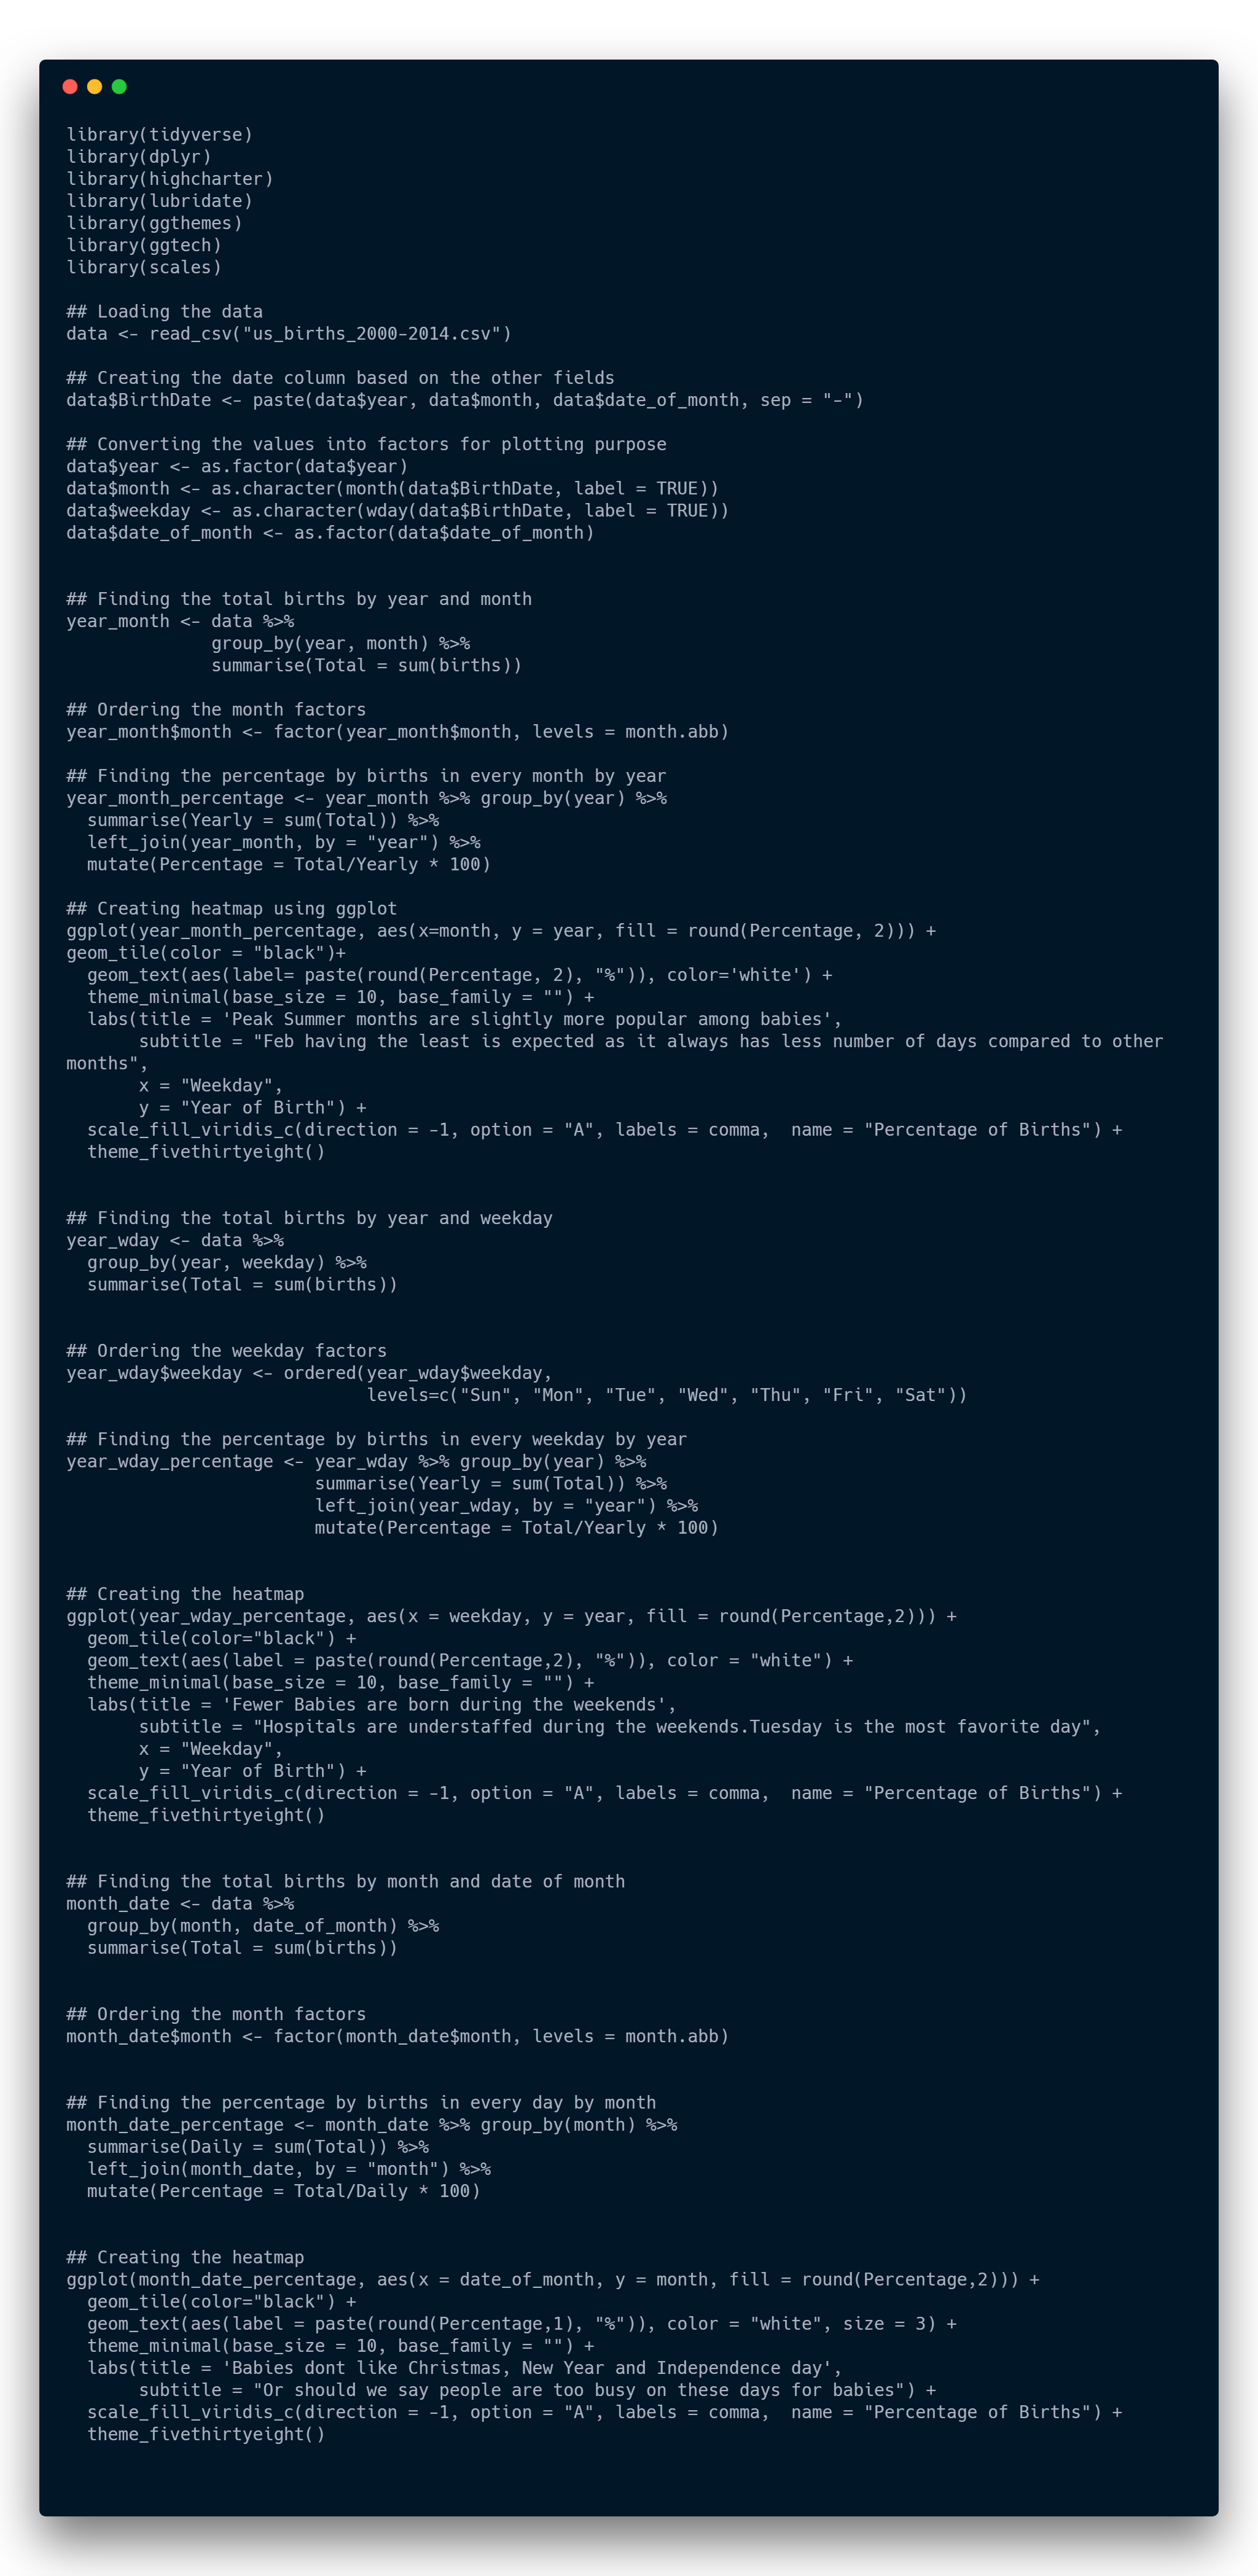 library(tidyverse)
library(dplyr)
library(highcharter)
library(lubridate)
library(ggthemes)
library(ggtech)
library(scales)

## Loading the data
data <- read_csv("us_births_2000-2014.csv")

## Creating the date column based on the other fields
data$BirthDate <- paste(data$year, data$month, data$date_of_month, sep = "-")

## Converting the values into factors for plotting purpose
data$year <- as.factor(data$year)
data$month <- as.character(month(data$BirthDate, label = TRUE))
data$weekday <- as.character(wday(data$BirthDate, label = TRUE))
data$date_of_month <- as.factor(data$date_of_month)


## Finding the total births by year and month
year_month <- data %>%
              group_by(year, month) %>%
              summarise(Total = sum(births))

## Ordering the month factors
year_month$month <- factor(year_month$month, levels = month.abb)

## Finding the percentage by births in every month by year
year_month_percentage <- year_month %>% group_by(year) %>%
  summarise(Yearly = sum(Total)) %>%
  left_join(year_month, by = "year") %>%
  mutate(Percentage = Total/Yearly * 100)

## Creating heatmap using ggplot
ggplot(year_month_percentage, aes(x=month, y = year, fill = round(Percentage, 2))) +
geom_tile(color = "black")+
  geom_text(aes(label= paste(round(Percentage, 2), "%")), color='white') +
  theme_minimal(base_size = 10, base_family = "") +
  labs(title = 'Peak Summer months are slightly more popular among babies',
       subtitle = "Feb having the least is expected as it always has less number of days compared to other
months",
       x = "Weekday",
       y = "Year of Birth") +
  scale_fill_viridis_c(direction = -1, option = "A", labels = comma,  name = "Percentage of Births") +
  theme_fivethirtyeight()


## Finding the total births by year and weekday
year_wday <- data %>%
  group_by(year, weekday) %>%
  summarise(Total = sum(births))


## Ordering the weekday factors
year_wday$weekday <- ordered(year_wday$weekday,
                             levels=c("Sun", "Mon", "Tue", "Wed", "Thu", "Fri", "Sat"))

## Finding the percentage by births in every weekday by year
year_wday_percentage <- year_wday %>% group_by(year) %>%
                        summarise(Yearly = sum(Total)) %>%
                        left_join(year_wday, by = "year") %>%
                        mutate(Percentage = Total/Yearly * 100)


## Creating the heatmap
ggplot(year_wday_percentage, aes(x = weekday, y = year, fill = round(Percentage,2))) +
  geom_tile(color="black") +
  geom_text(aes(label = paste(round(Percentage,2), "%")), color = "white") +
  theme_minimal(base_size = 10, base_family = "") +
  labs(title = 'Fewer Babies are born during the weekends',
       subtitle = "Hospitals are understaffed during the weekends.Tuesday is the most favorite day",
       x = "Weekday",
       y = "Year of Birth") +
  scale_fill_viridis_c(direction = -1, option = "A", labels = comma,  name = "Percentage of Births") +
  theme_fivethirtyeight()


## Finding the total births by month and date of month
month_date <- data %>%
  group_by(month, date_of_month) %>%
  summarise(Total = sum(births))


## Ordering the month factors
month_date$month <- factor(month_date$month, levels = month.abb)


## Finding the percentage by births in every day by month
month_date_percentage <- month_date %>% group_by(month) %>%
  summarise(Daily = sum(Total)) %>%
  left_join(month_date, by = "month") %>%
  mutate(Percentage = Total/Daily * 100)


## Creating the heatmap
ggplot(month_date_percentage, aes(x = date_of_month, y = month, fill = round(Percentage,2))) +
  geom_tile(color="black") +
  geom_text(aes(label = paste(round(Percentage,1), "%")), color = "white", size = 3) +
  theme_minimal(base_size = 10, base_family = "") +
  labs(title = 'Babies dont like Christmas, New Year and Independence day',
       subtitle = "Or should we say people are too busy on these days for babies") +
  scale_fill_viridis_c(direction = -1, option = "A", labels = comma,  name = "Percentage of Births") +
  theme_fivethirtyeight()